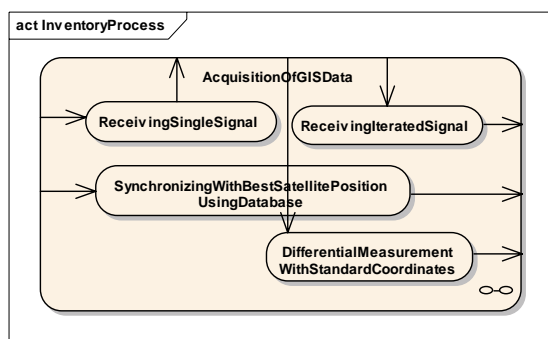 act InventoryProcess
AcquisitionOfGISData
ReceivingSingleSignal
ReceivingIteratedSignal
SynchronizingWithBestSatellitePosition
UsingDatabase
DifferentialMeasurement
WithStandardCoordinates